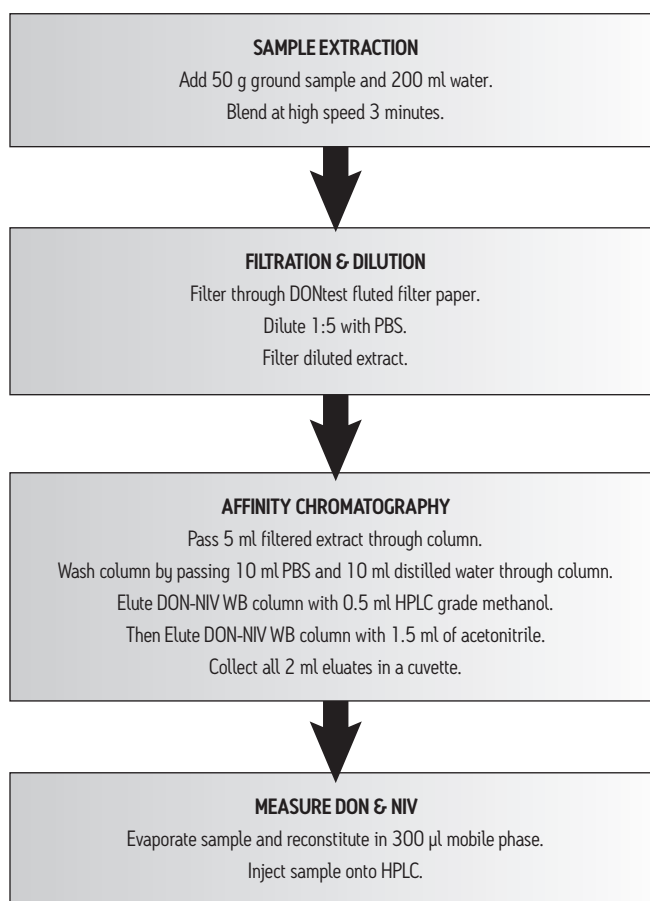 SAMPLE EXTRACTION
Add 50 g ground sample and 200 ml water.
Blend at high speed 3 minutes.
FILTRATION & DILUTION
Filter through DONtest fluted filter paper.
Dilute 1:5 with PBS.
Filter diluted extract.
AFFINITY CHROMATOGRAPHY
Pass 5 ml filtered extract through column.
Wash column by passing 10 ml PBS and 10 ml distilled water through column.
Elute DON-NIV WB column with 0.5 ml HPLC grade methanol.
Then Elute DON-NIV WB column with 1.5 ml of acetonitrile.
Collect all 2 ml eluates in a cuvette.
MEASURE DON & NIV
Evaporate sample and reconstitute in 300 µl mobile phase.
Inject sample onto HPLC.